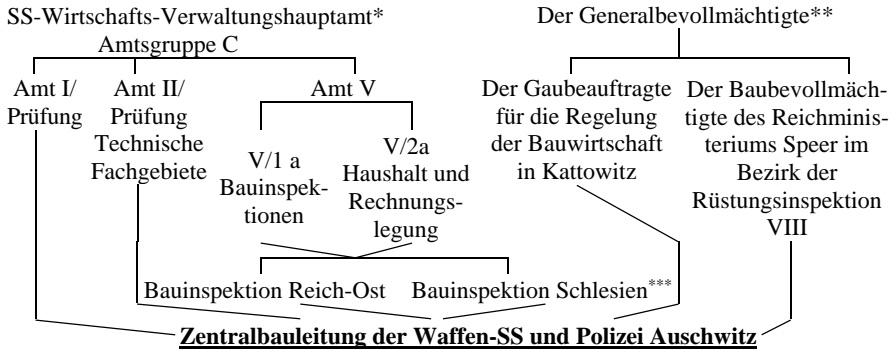 SS-Wirtschafts-Verwaltungshauptamt*
Amtsgruppe C
Der Generalbevollmächtigte**
Amt I/
Prüfung
Amt II/
Prüfung
Technische
Fachgebiete
Amt V
V/1 a
Bauinspek-
tionen
V/2a
Haushalt und
Rechnungs-
legung
Der Gaubeauftragte
für die Regelung
der Bauwirtschaft
in Kattowitz
Der Baubevollmäch-
tigte des Reichminis-
teriums Speer im
Bezirk der
Rüstungsinspektion
VIII
Bauinspektion Reich-Ost
Bauinspektion Schlesien***
Zentralbauleitung der Waffen-SS und Polizei Auschwitz